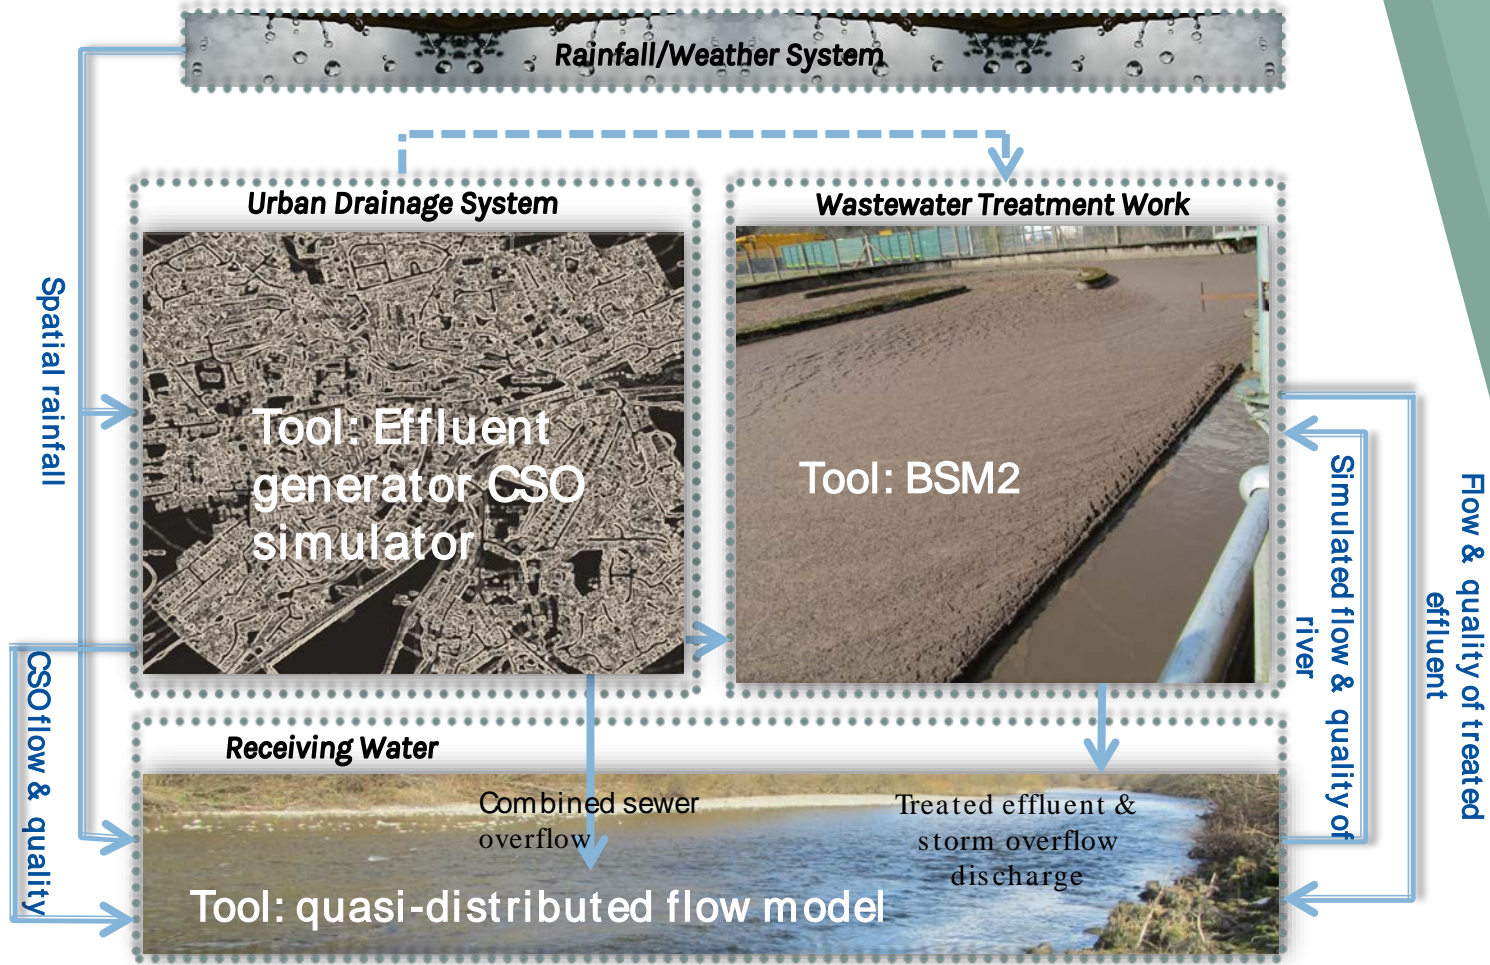 Rainfall/Weather System
Urban Drainage System
Wastewater Treatment Work
Spatial rainfall
Tool: Effluent
generator CSO
simulator
Tool: BSM2
Simulated flow & quality of
river
Flow & quality of treated
effluent
CSO flow & quality
Receiving Water
Combined sewer
overflow
Treated effluent &
storm overflow
discharge
Tool: quasi-distributed flow model